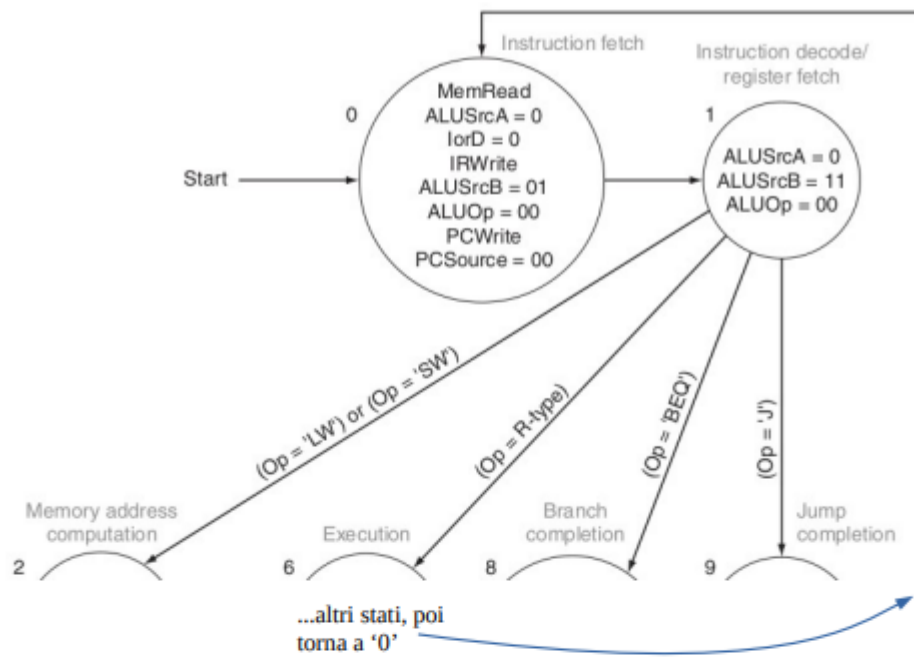 Instruction fetch
Instruction decode/
register fetch
0
MemRead
ALUSrcA = 0
IorD = 0
IRWrite
ALUSrcB = 01
ALUOp = 00
PCWrite
PCSource = 00
1
ALUSrcA = 0
ALUSrcB = 11
ALUOp = 00
Start
(Op = 'LW') or (Op = 'SW')
(Op = R-type)
(Op = 'BEQ')
(Op = 'J')
Memory address
computation
Execution
Branch
completion
Jump
completion
2
6
8
9
...altri stati, poi
torna a ‘0’